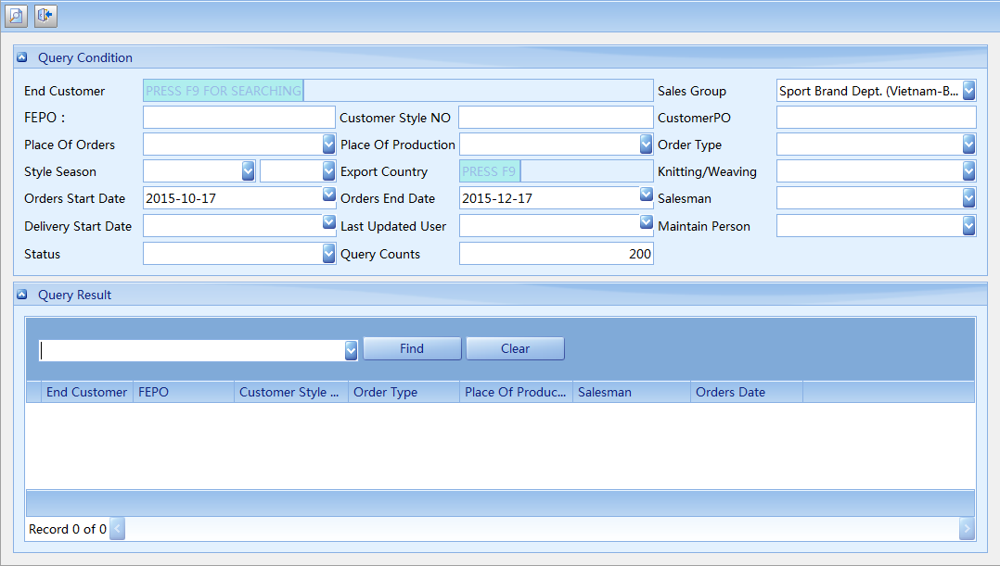 Query Condition
End Customer PRESS F9 FOR SEARCHING Sales Group Sport Brand Dept. (Vietnam-B...
FEPO : Customer Style NO CustomerPO
Place Of Orders Place Of Production Order Type
Style Season Export Country PRESS F9 Knitting/Weaving
Orders Start Date 2015-10-17 Orders End Date 2015-12-17 Salesman
Delivery Start Date Last Updated User Maintain Person
Status Query Counts 200
Query Result
Find Clear
End Customer FEPO Customer Style ... Order Type Place Of Produc... Salesman Orders Date
Record 0 of 0